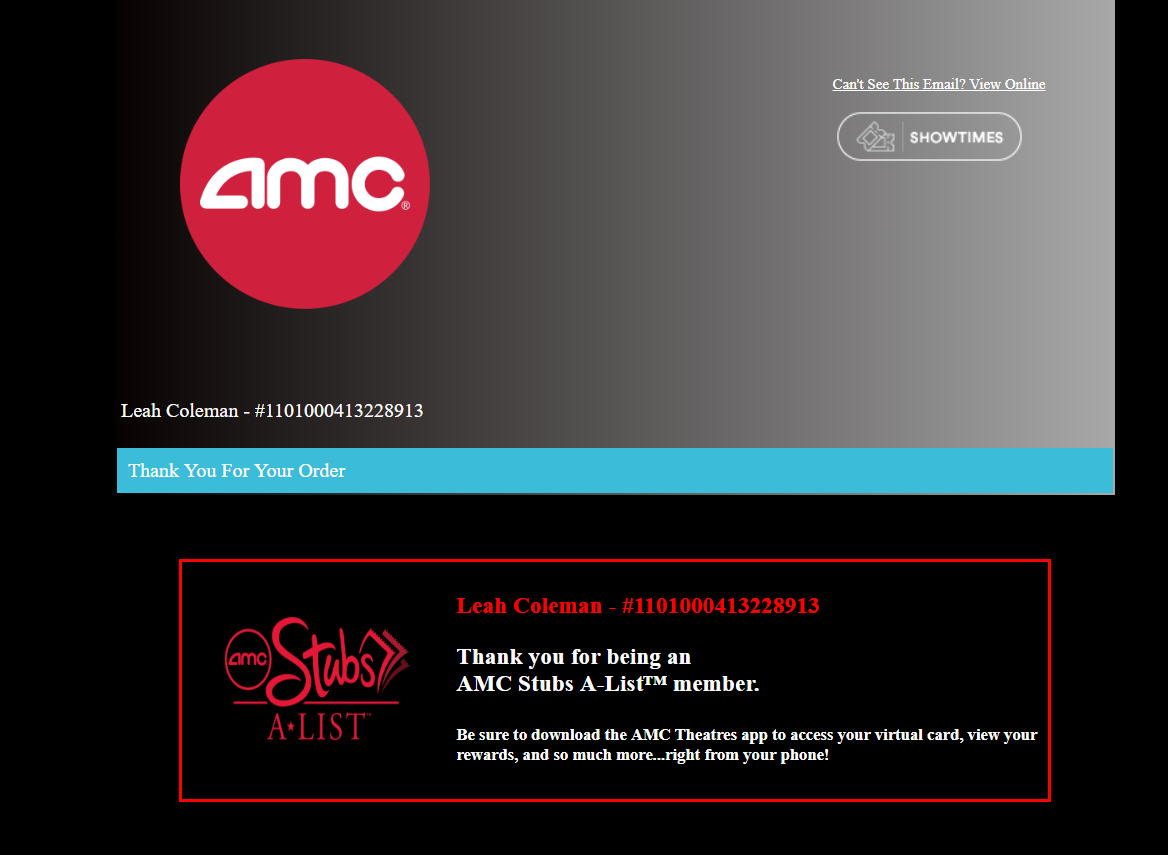 Can't See This Email? View Online
amc®
SHOWTIMES
Leah Coleman - #1101000413228913
Thank You For Your Order
Leah Coleman - #1101000413228913
amc Stubs
A★LIST™
Thank you for being an
AMC Stubs A-List™ member.
Be sure to download the AMC Theatres app to access your virtual card, view your
rewards, and so much more...right from your phone!